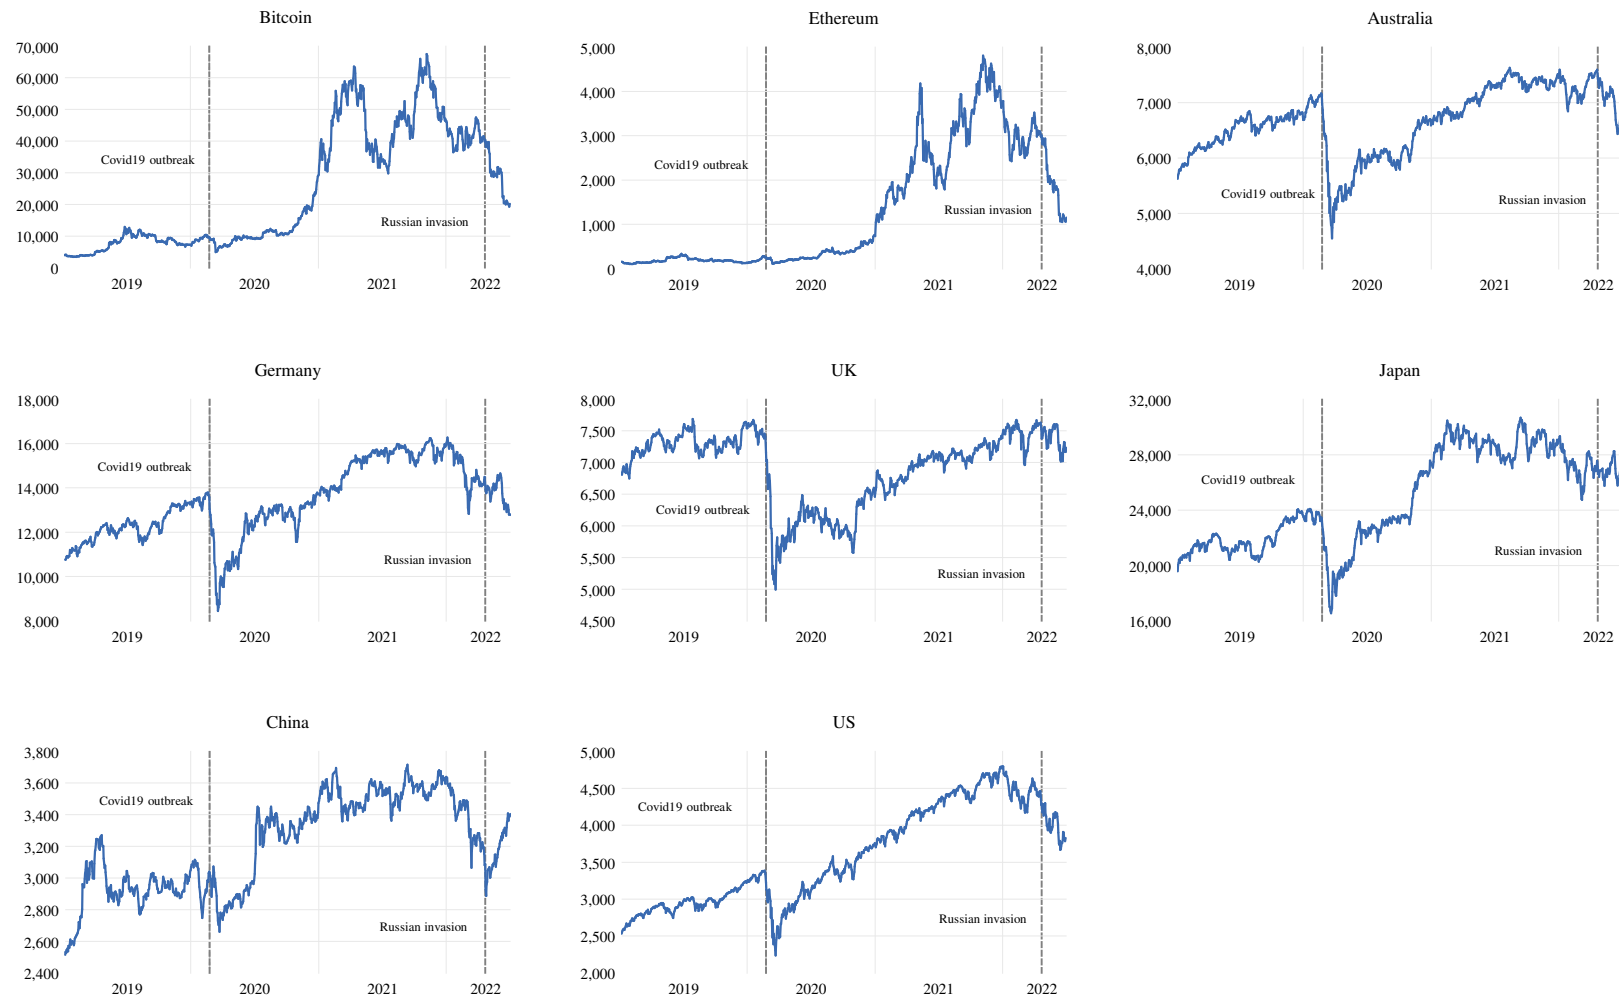 Bitcoin
70,000
60,000
50,000
40,000
30,000
20,000
10,000
0
Covid19 outbreak
Russian invasion
2019 2020 2021 2022
Ethereum
5,000
4,000
3,000
2,000
1,000
0
Covid19 outbreak
Russian invasion
2019 2020 2021 2022
Australia
8,000
7,000
6,000
5,000
4,000
Covid19 outbreak
Russian invasion
2019 2020 2021 2022
Germany
18,000
16,000
14,000
12,000
10,000
8,000
Covid19 outbreak
Russian invasion
2019 2020 2021 2022
UK
8,000
7,500
7,000
6,500
6,000
5,500
5,000
4,500
Covid19 outbreak
Russian invasion
2019 2020 2021 2022
Japan
32,000
28,000
24,000
20,000
16,000
Covid19 outbreak
Russian invasion
2019 2020 2021 2022
China
3,800
3,600
3,400
3,200
3,000
2,800
2,600
2,400
Covid19 outbreak
Russian invasion
2019 2020 2021 2022
US
5,000
4,500
4,000
3,500
3,000
2,500
2,000
Covid19 outbreak
Russian invasion
2019 2020 2021 2022